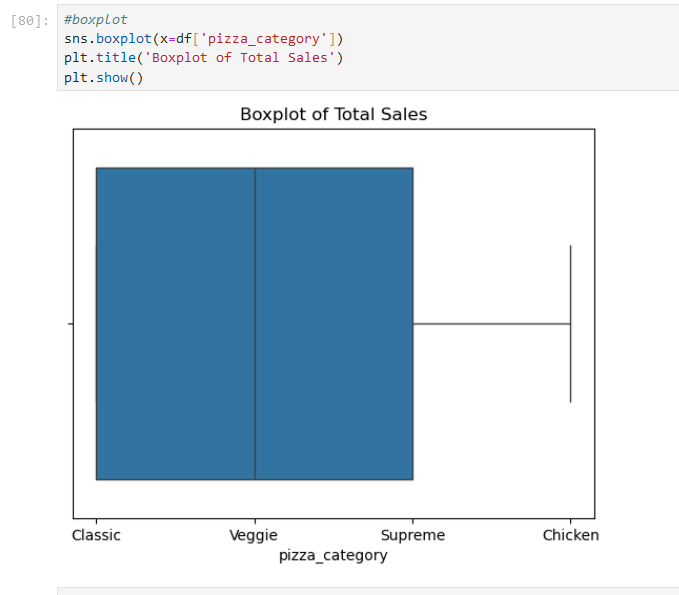 [80]:
#boxplot
sns.boxplot(x=df['pizza_category'])
plt.title('Boxplot of Total Sales')
plt.show()
Boxplot of Total Sales
Classic Veggie Supreme Chicken
pizza_category